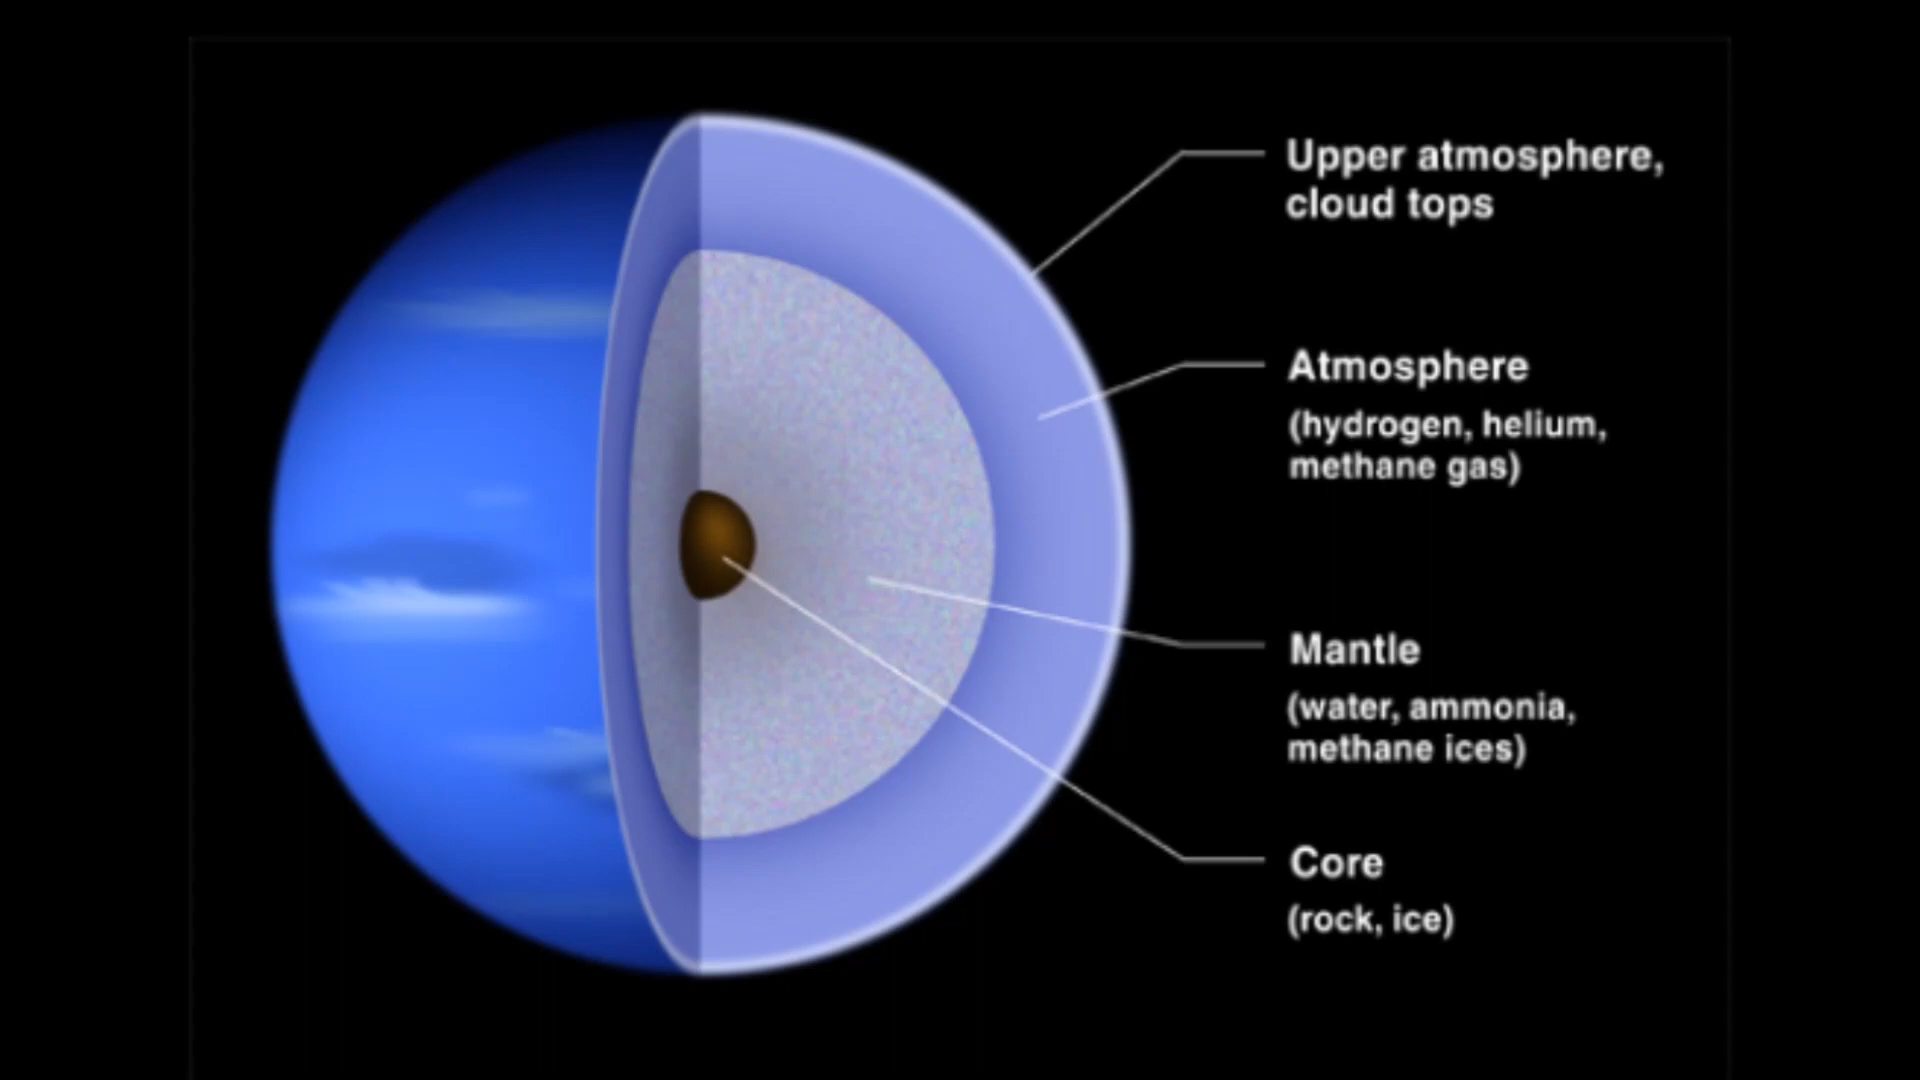 Upper atmosphere,
cloud tops
Atmosphere
(hydrogen, helium,
methane gas)
Mantle
(water, ammonia,
methane ices)
Core
(rock, ice)